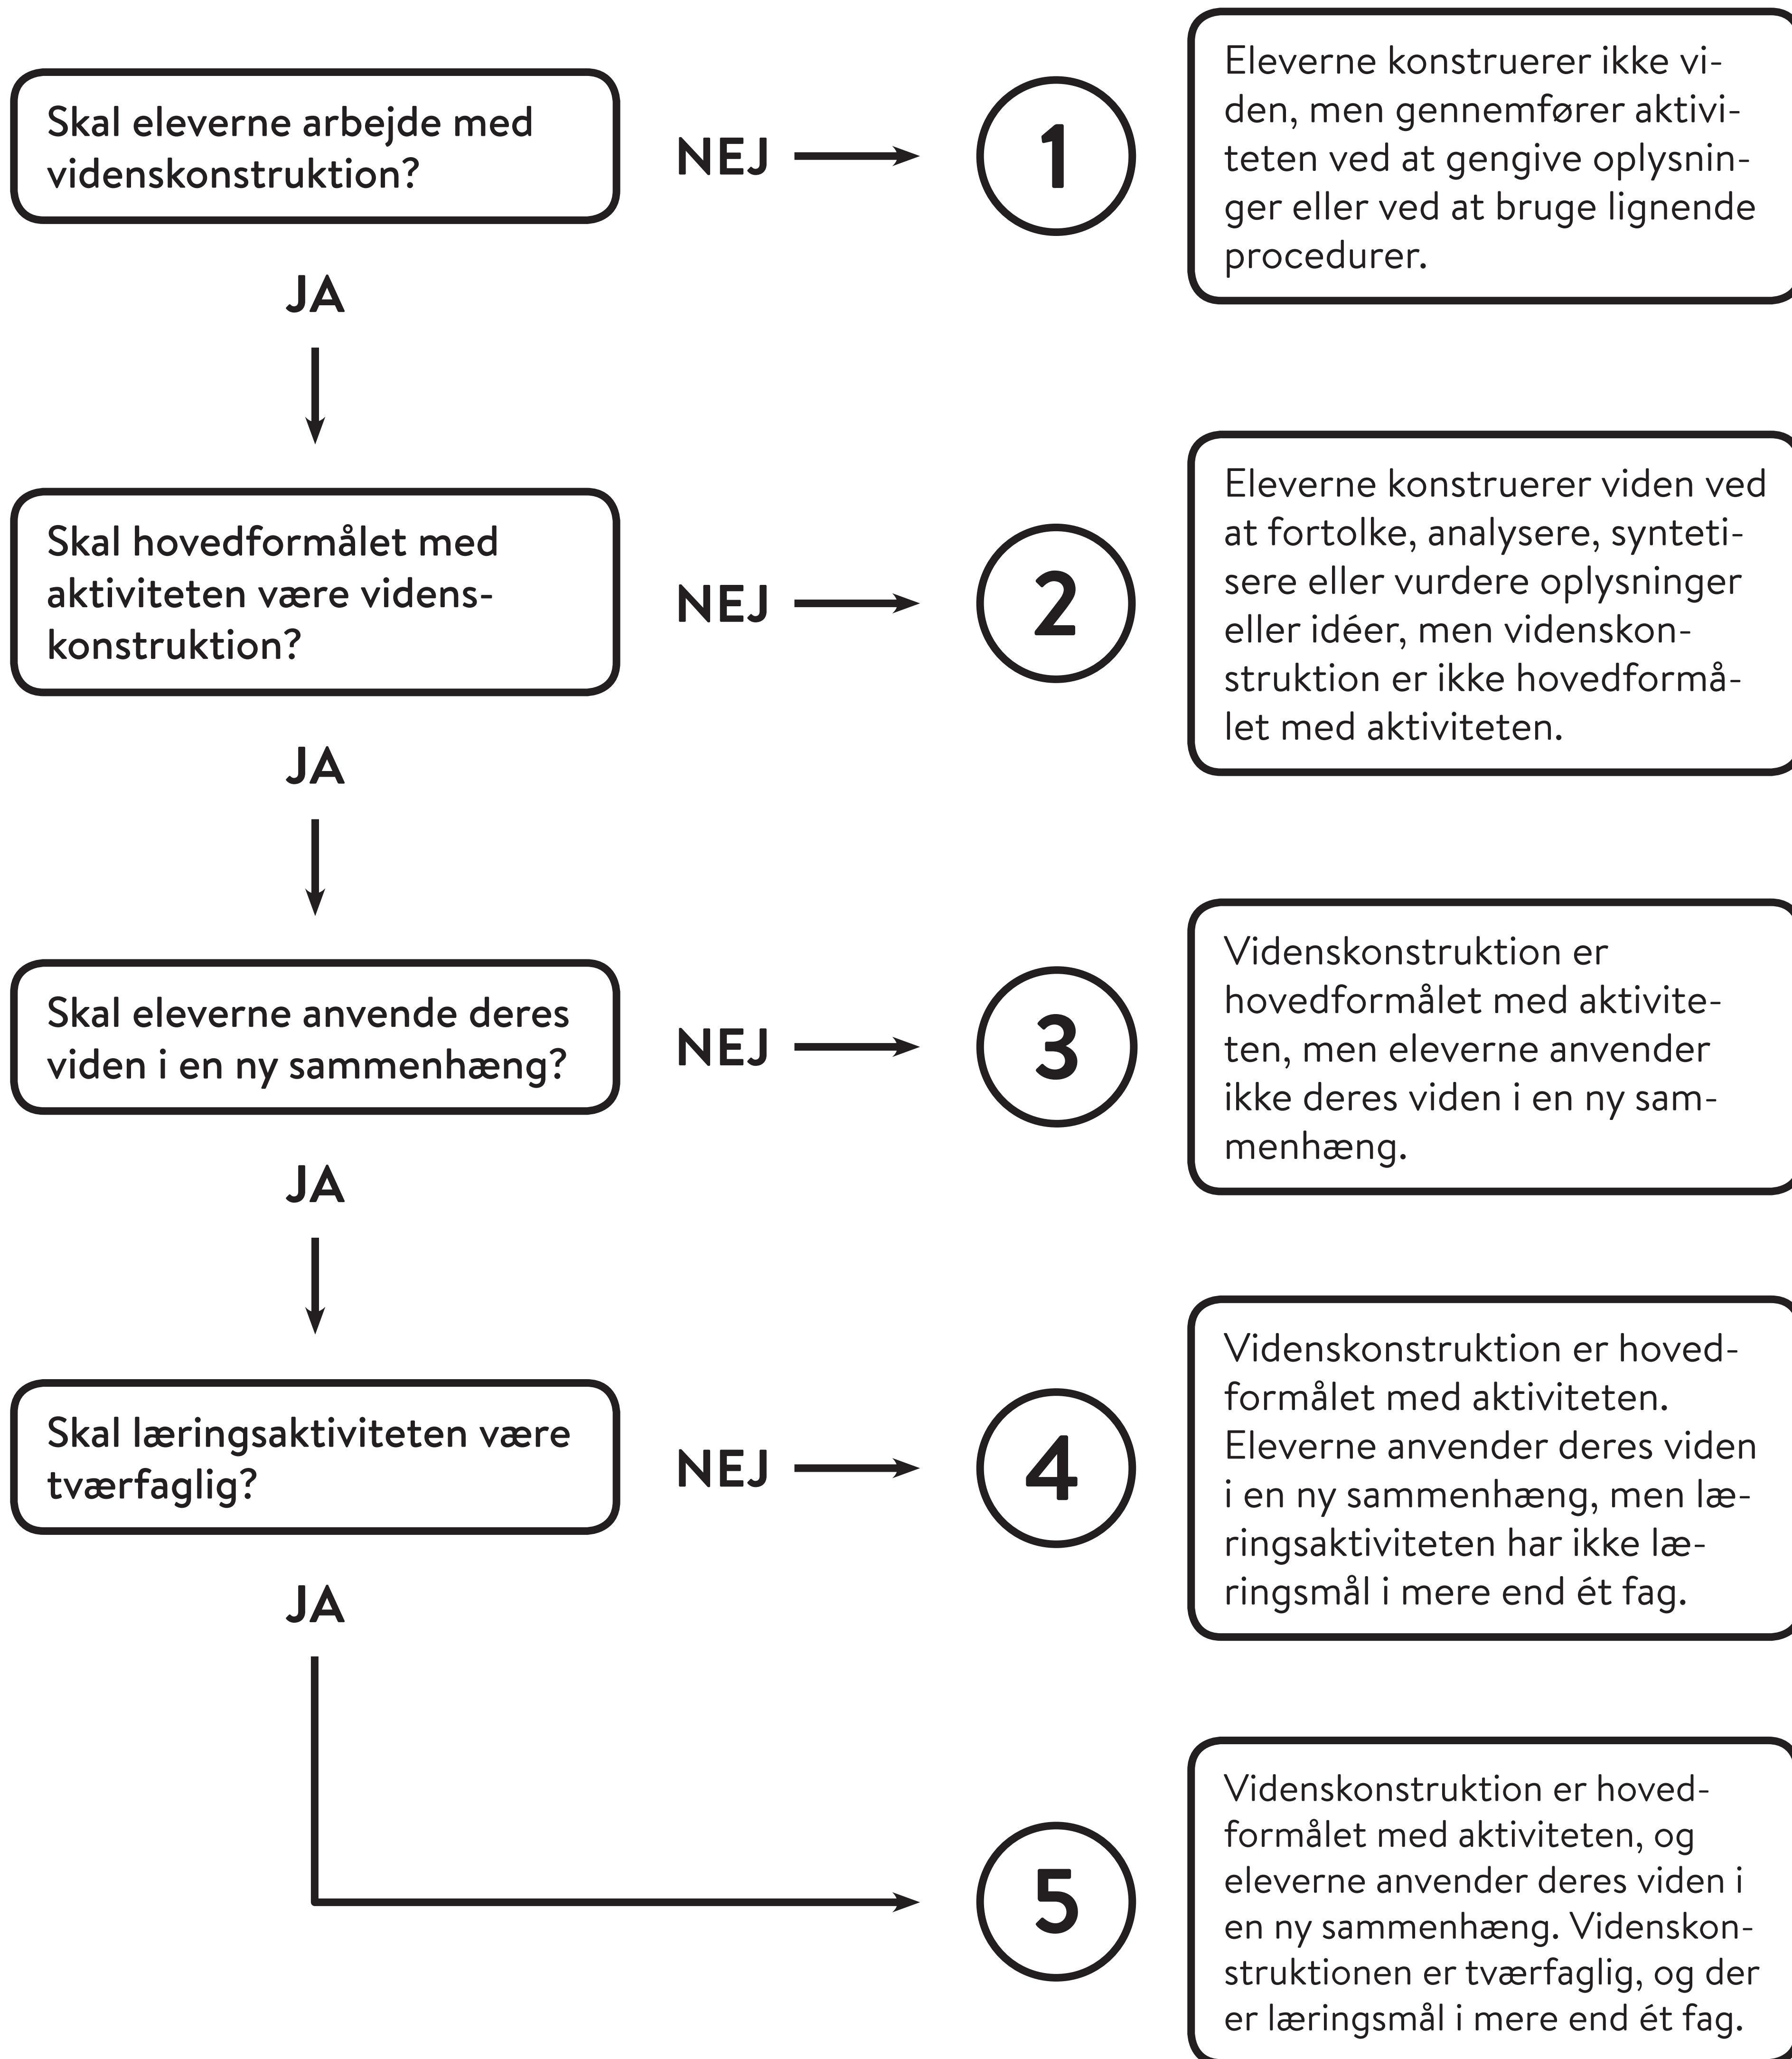 Skal eleverne arbejde med
videnskonstruktion?
NEJ
1
Eleverne konstruerer ikke vi-
den, men gennemfører aktivi-
teten ved at gengive oplysnin-
ger eller ved at bruge lignende
procedurer.
JA
Skal hovedformålet med
aktiviteten være videns-
konstruktion?
NEJ
2
Eleverne konstruerer viden ved
at fortolke, analysere, synteti-
sere eller vurdere oplysninger
eller idéer, men videnskon-
struktion er ikke hovedformå-
let med aktiviteten.
JA
Skal eleverne anvende deres
viden i en ny sammenhæng?
NEJ
3
Videnskonstruktion er
hovedformålet med aktivite-
ten, men eleverne anvender
ikke deres viden i en ny sam-
menhæng.
JA
Skal læringsaktiviteten være
tværfaglig?
NEJ
4
Videnskonstruktion er hoved-
formålet med aktiviteten.
Eleverne anvender deres viden
i en ny sammenhæng, men læ-
ringsaktiviteten har ikke læ-
ringsmål i mere end ét fag.
JA
5
Videnskonstruktion er hoved-
formålet med aktiviteten, og
eleverne anvender deres viden i
en ny sammenhæng. Videnskon-
struktionen er tværfaglig, og der
er læringsmål i mere end ét fag.